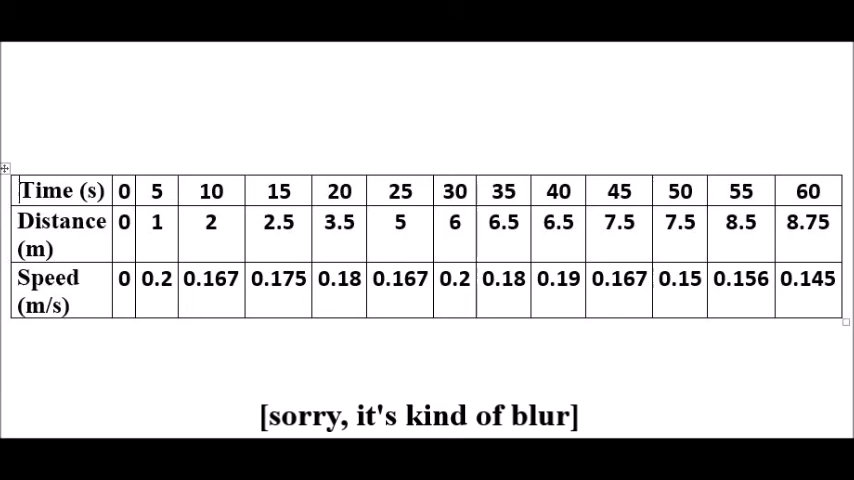 Time (s) 0 5 10 15 20 25 30 35 40 45 50 55 60
Distance 0 1 2 2.5 3.5 5 6 6.5 6.5 7.5 7.5 8.5 8.75
(m)
Speed 0 0.2 0.167 0.175 0.18 0.167 0.2 0.18 0.19 0.167 0.15 0.156 0.145
(m/s)
[sorry, it's kind of blur]